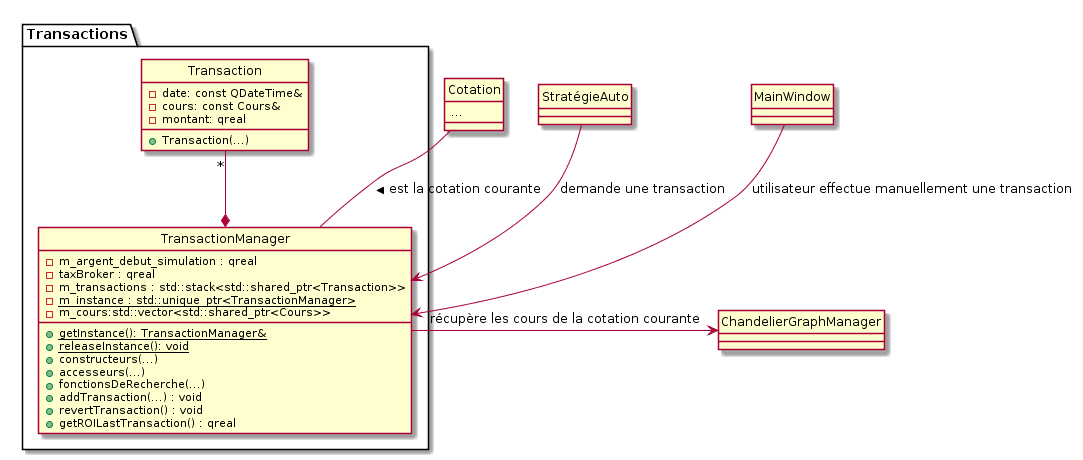 Transactions
Transaction
date: const QDateTime&
cours: const Cours&
montant: qreal
Transaction(...)
*
Cotation
...
StratégieAuto
MainWindow
est la cotation courante
demande une transaction
utilisateur effectue manuellement une transaction
TransactionManager
m_argent_debut_simulation : qreal
taxBroker : qreal
m_transactions : std::stack<std::shared_ptr<Transaction>>
m_instance : std::unique_ptr<TransactionManager>
m_cours:std::vector<std::shared_ptr<Cours>>
getInstance(): TransactionManager&
releaseInstance(): void
constructeurs(...)
accesseurs(...)
fonctionsDeRecherche(...)
addTransaction(...) : void
revertTransaction() : void
getROILastTransaction() : qreal
récupère les cours de la cotation courante
ChandelierGraphManager